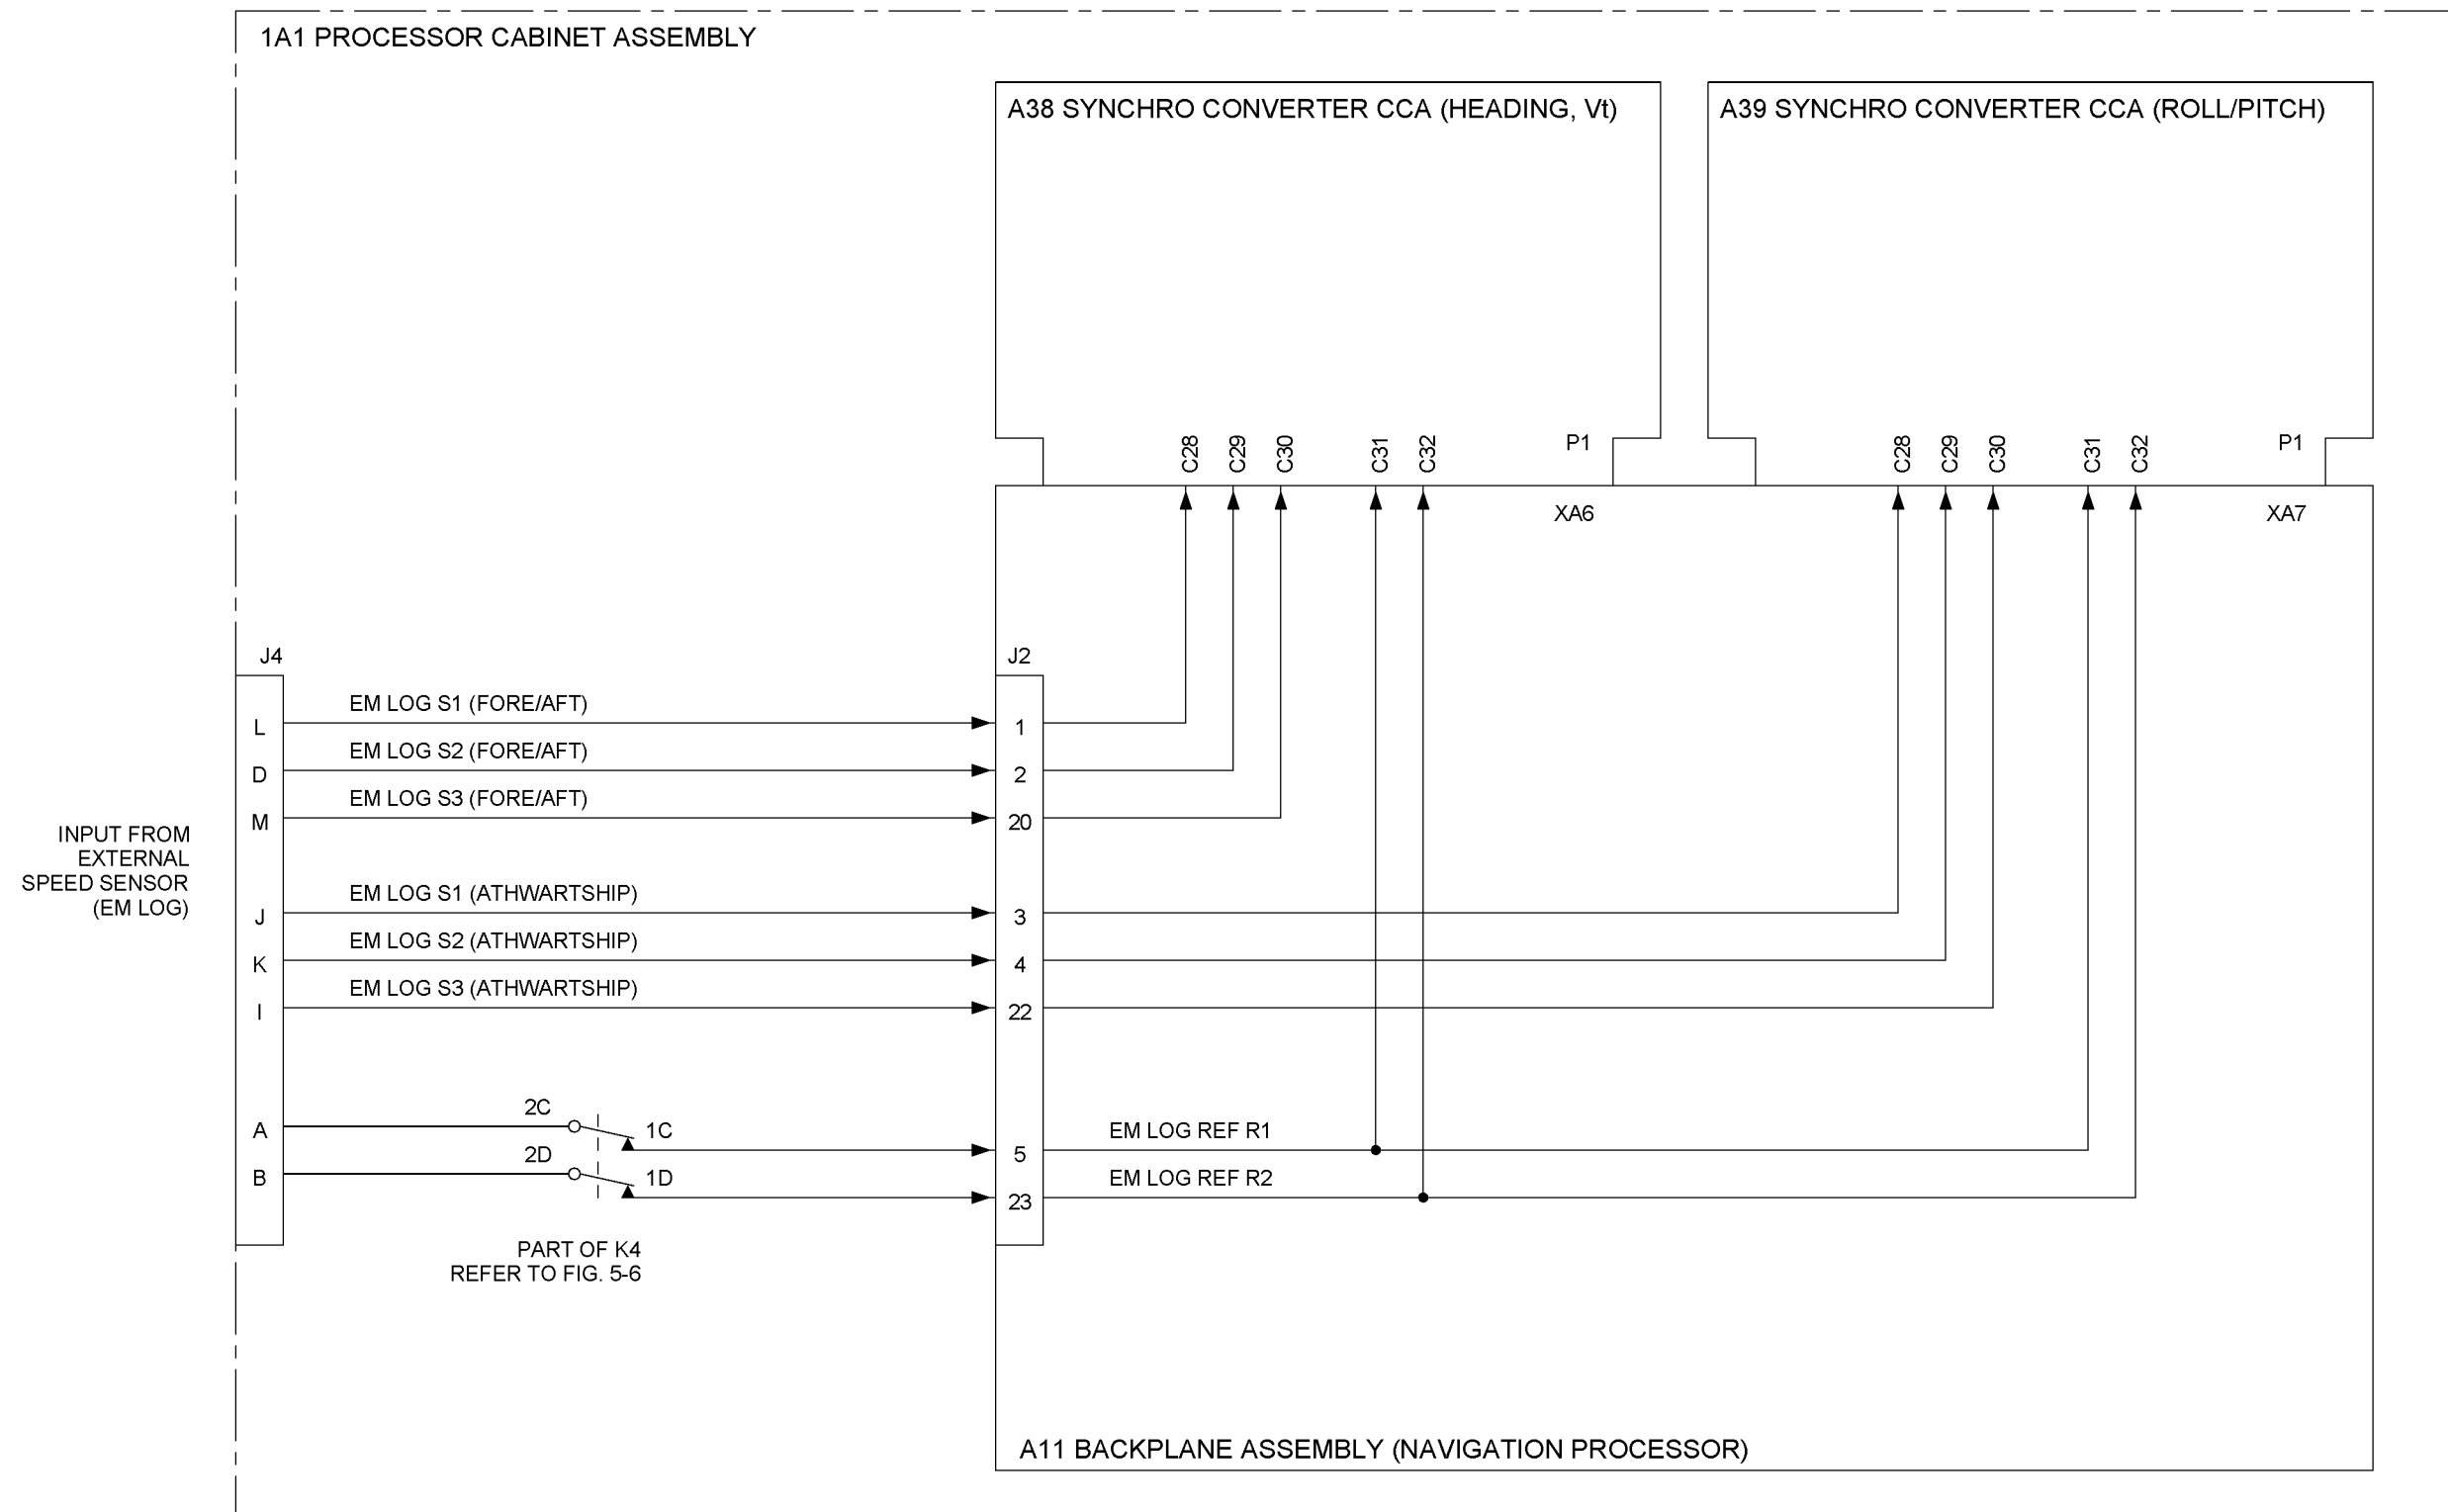 1A1 PROCESSOR CABINET ASSEMBLY
A38 SYNCHRO CONVERTER CCA (HEADING, Vt)
A39 SYNCHRO CONVERTER CCA (ROLL/PITCH)
C28
C29
C30
C31
C32
P1
C28
C29
C30
C31
C32
P1
XA6
XA7
J4
J2
L
EM LOG S1 (FORE/AFT)
1
D
EM LOG S2 (FORE/AFT)
2
M
EM LOG S3 (FORE/AFT)
20
INPUT FROM
EXTERNAL
SPEED SENSOR
(EM LOG)
J
EM LOG S1 (ATHWARTSHIP)
3
K
EM LOG S2 (ATHWARTSHIP)
4
I
EM LOG S3 (ATHWARTSHIP)
22
A
2C
1C
5
EM LOG REF R1
B
2D
1D
23
EM LOG REF R2
PART OF K4
REFER TO FIG. 5-6
A11 BACKPLANE ASSEMBLY (NAVIGATION PROCESSOR)